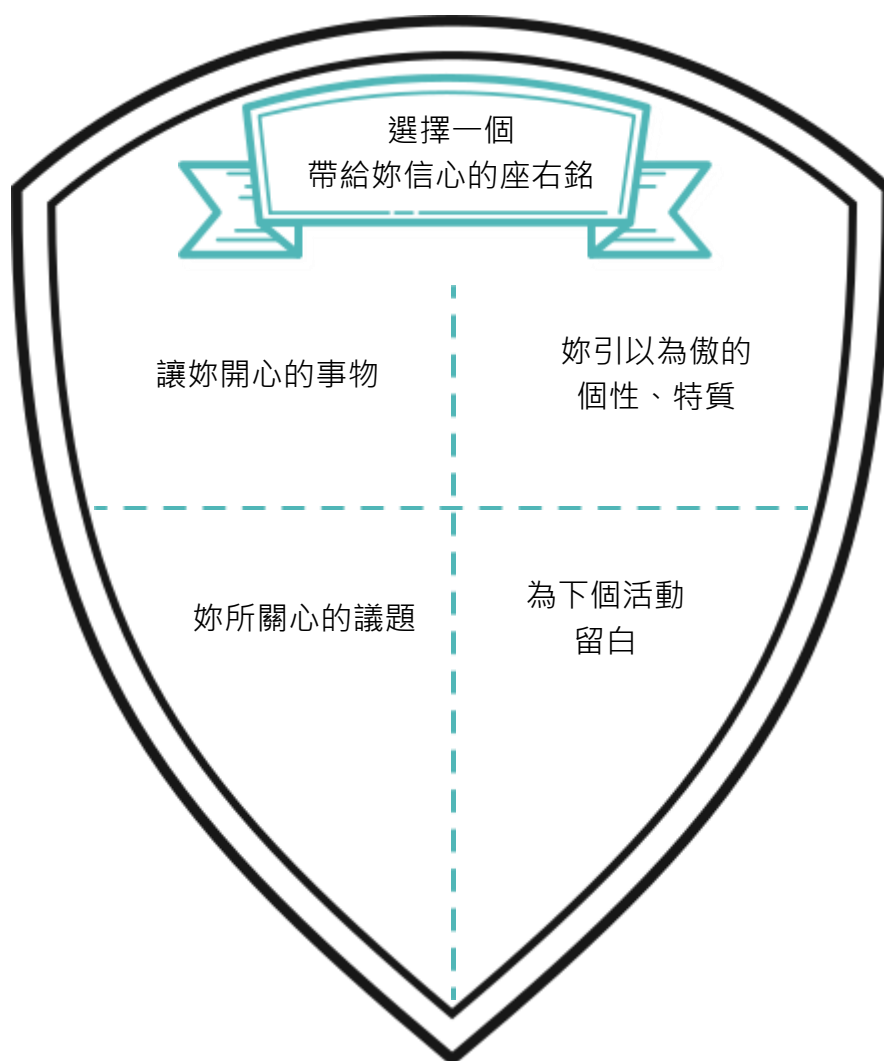 選擇一個
帶給妳信心的座右銘
讓妳開心的事物
妳引以為傲的
個性、特質
妳所關心的議題
為下個活動
留白